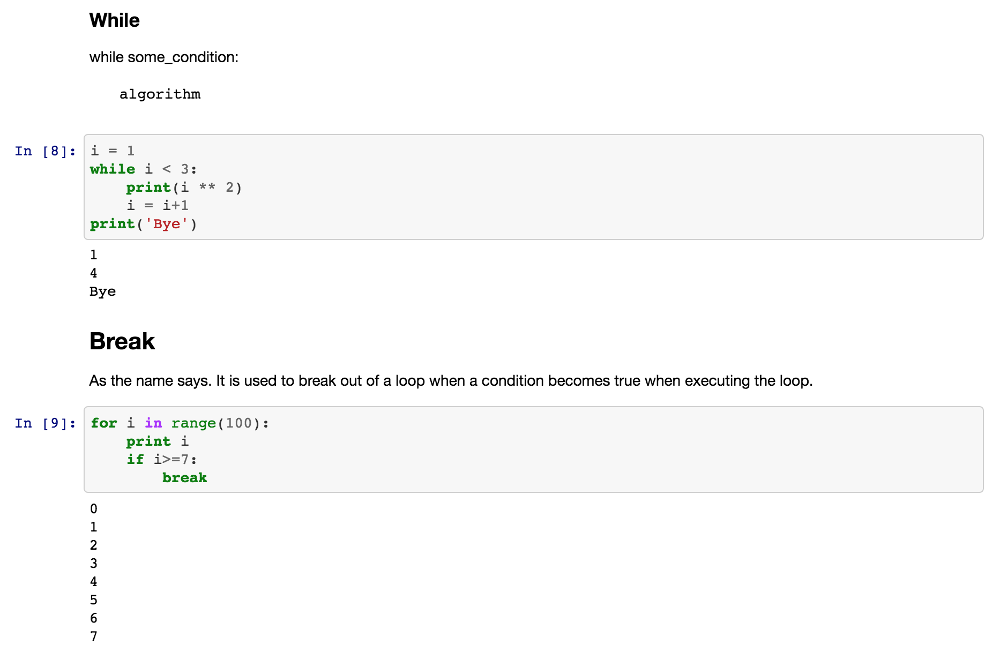 While
while some_condition:
algorithm
In [8]:
i = 1
while i < 3:
    print(i ** 2)
    i = i+1
print('Bye')
1
4
Bye
Break
As the name says. It is used to break out of a loop when a condition becomes true when executing the loop.
In [9]:
for i in range(100):
    print i
    if i>=7:
        break
0
1
2
3
4
5
6
7